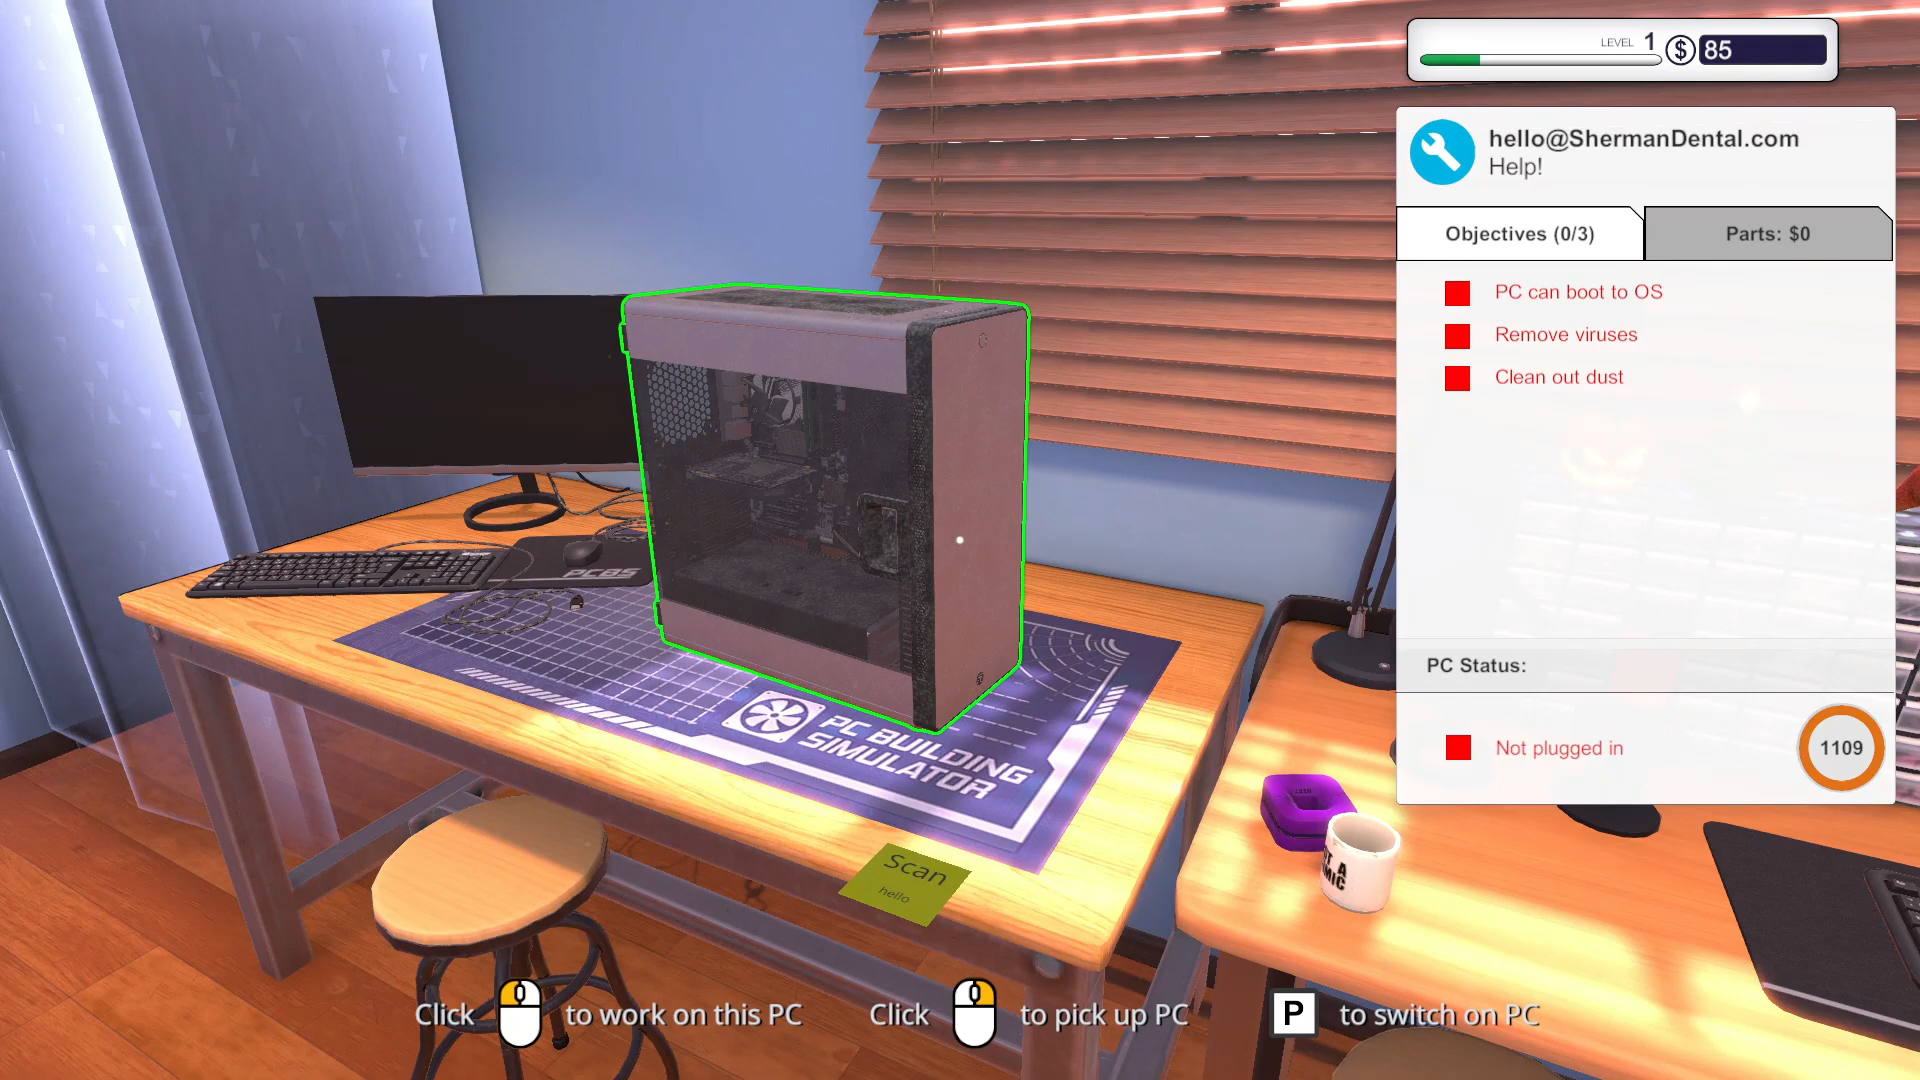 LEVEL 1
$ 85
hello@ShermanDental.com
Help!
Objectives (0/3)
Parts: $0
PC can boot to OS
Remove viruses
Clean out dust
PC Status:
Not plugged in
1109
PCBS
PC BUILDING
SIMULATOR
Scan
hello
Click to work on this PC
Click to pick up PC
P to switch on PC